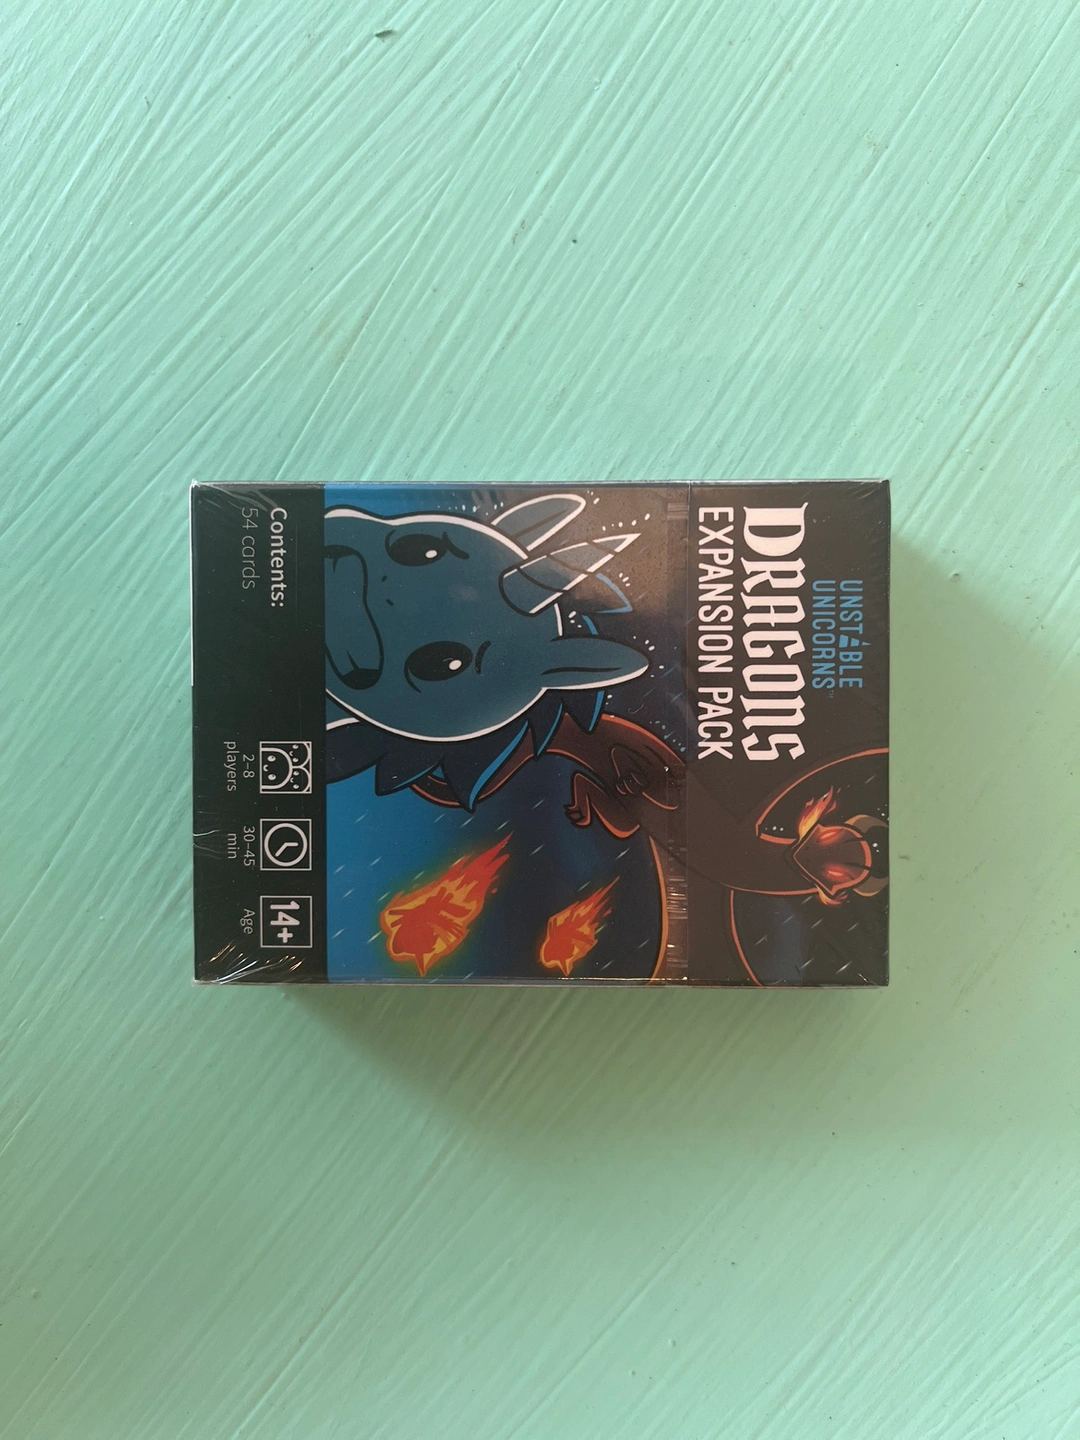 UNSTABLE
UNICORNS™
DRAGONS
EXPANSION PACK
Contents:
54 cards
2–8
players
30–45
min
14+
Age